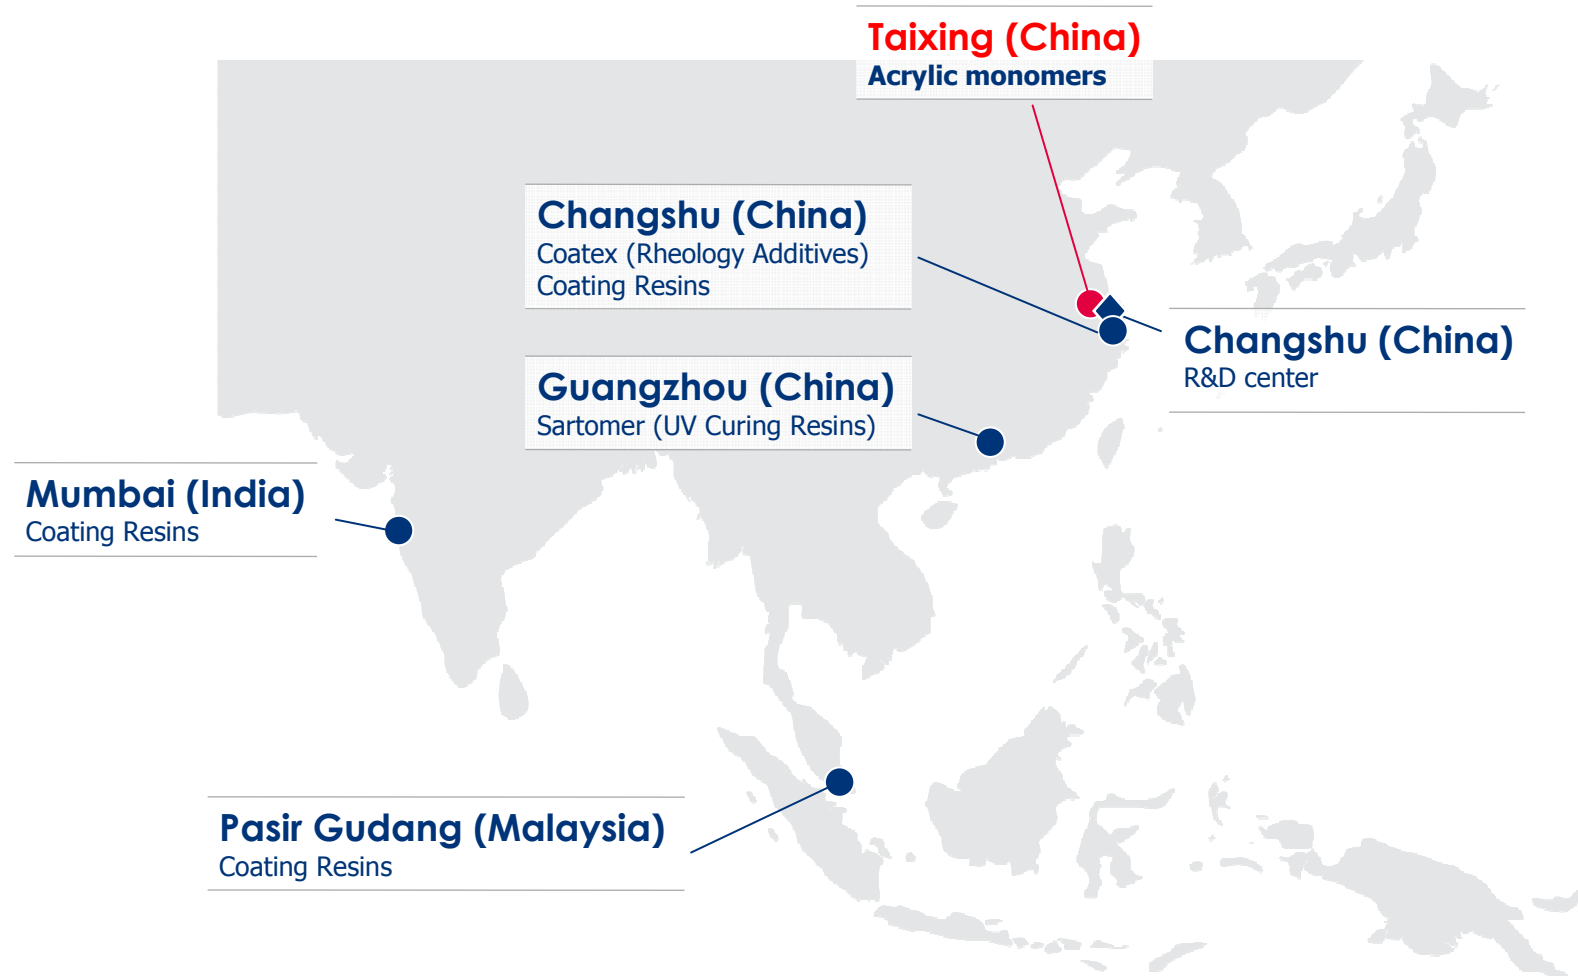 Taixing (China)
Acrylic monomers
Changshu (China)
Coatex (Rheology Additives)
Coating Resins
Changshu (China)
R&D center
Guangzhou (China)
Sartomer (UV Curing Resins)
Mumbai (India)
Coating Resins
Pasir Gudang (Malaysia)
Coating Resins